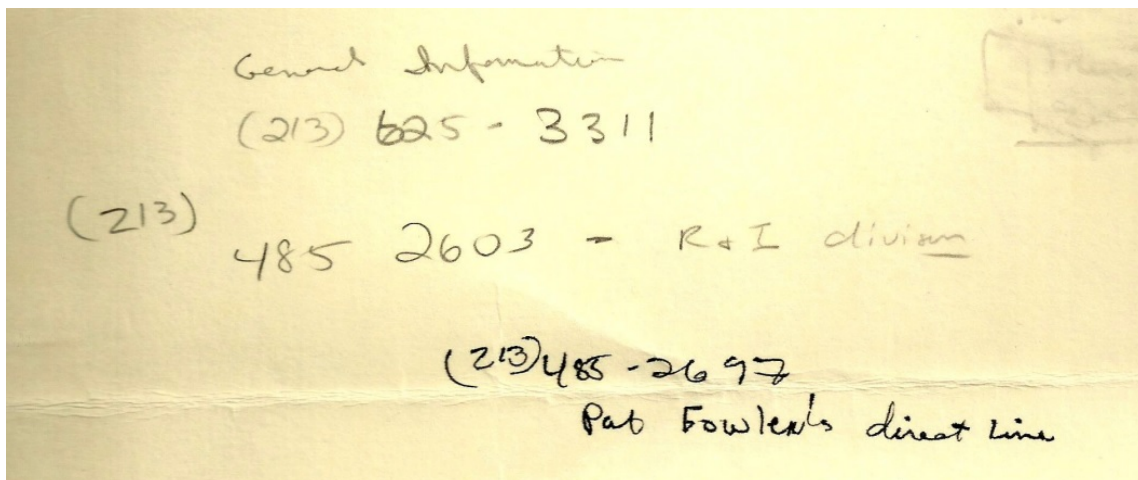 General Information
(213) 625 - 3311
(213)
485 2603 - R & I division
(213) 485 - 2697
Pat Fowler's direct line